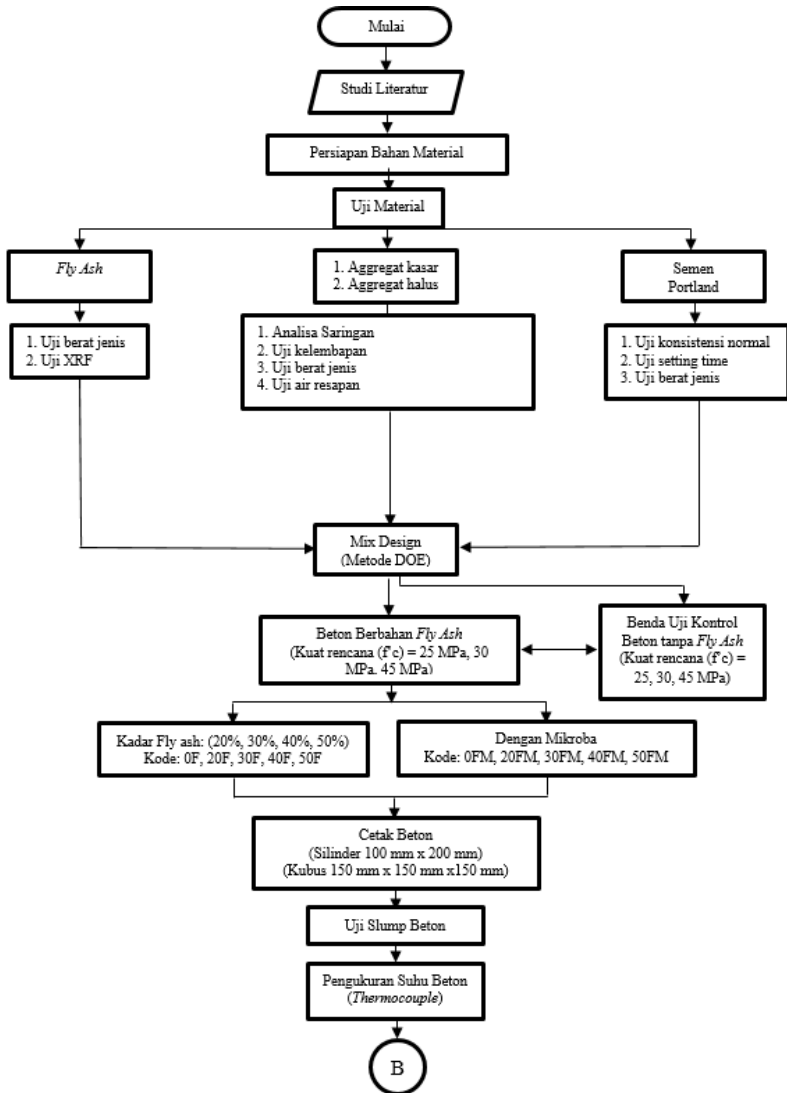 Mulai
Studi Literatur
Persiapan Bahan Material
Uji Material
Fly Ash
1. Aggregat kasar
2. Aggregat halus
Semen
Portland
1. Uji berat jenis
2. Uji XRF
1. Analisa Saringan
2. Uji kelembapan
3. Uji berat jenis
4. Uji air resapan
1. Uji konsistensi normal
2. Uji setting time
3. Uji berat jenis
Mix Design
(Metode DOE)
Beton Berbahan Fly Ash
(Kuat rencana (f'c) = 25 MPa, 30
MPa, 45 MPa)
Benda Uji Kontrol
Beton tanpa Fly Ash
(Kuat rencana (f'c) =
25, 30, 45 MPa)
Kadar Fly ash: (20%, 30%, 40%, 50%)
Kode: 0F, 20F, 30F, 40F, 50F
Dengan Mikroba
Kode: 0FM, 20FM, 30FM, 40FM, 50FM
Cetak Beton
(Silinder 100 mm x 200 mm)
(Kubus 150 mm x 150 mm x150 mm)
Uji Slump Beton
Pengukuran Suhu Beton
(Thermocouple)
B